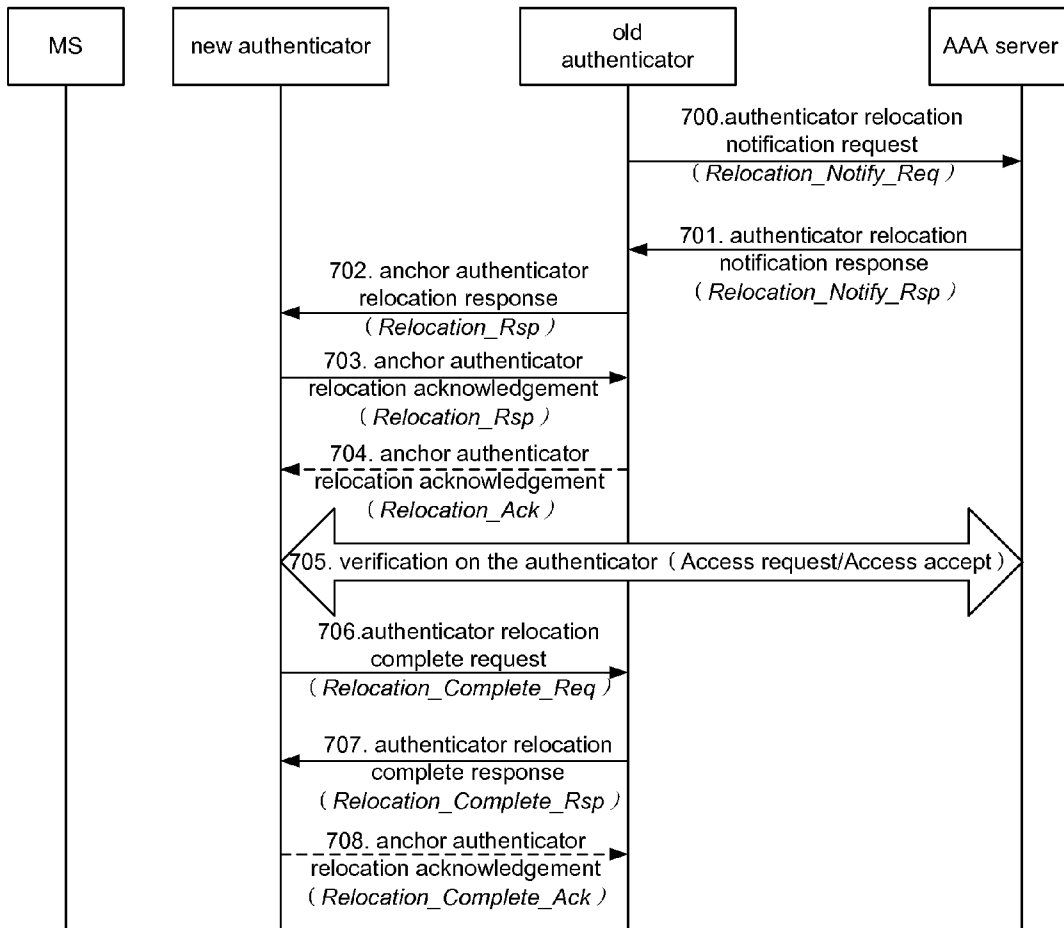 MS
new authenticator
old
authenticator
AAA server
700.authenticator relocation
notification request
（Relocation_Notify_Req）
701. authenticator relocation
notification response
（Relocation_Notify_Rsp）
702. anchor authenticator
relocation response
（Relocation_Rsp）
703. anchor authenticator
relocation acknowledgement
（Relocation_Rsp）
704. anchor authenticator
relocation acknowledgement
（Relocation_Ack）
705. verification on the authenticator（Access request/Access accept）
706.authenticator relocation
complete request
（Relocation_Complete_Req）
707. authenticator relocation
complete response
（Relocation_Complete_Rsp）
708. anchor authenticator
relocation acknowledgement
（Relocation_Complete_Ack）